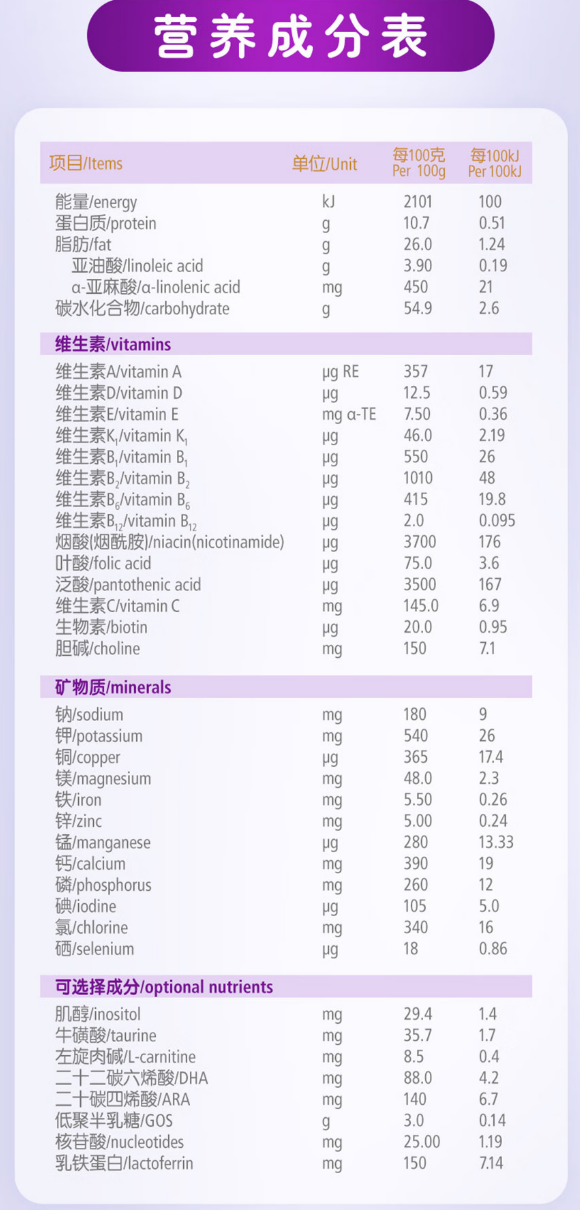 营养成分表
项目/Items 单位/Unit 每100克 Per 100g 每100kJ Per 100kJ
能量/energy kJ 2101 100
蛋白质/protein g 10.7 0.51
脂肪/fat g 26.0 1.24
亚油酸/linoleic acid g 3.90 0.19
α-亚麻酸/α-linolenic acid mg 450 21
碳水化合物/carbohydrate g 54.9 2.6
维生素/vitamins
维生素A/vitamin A μg RE 357 17
维生素D/vitamin D μg 12.5 0.59
维生素E/vitamin E mg α-TE 7.50 0.36
维生素K₁/vitamin K₁ μg 46.0 2.19
维生素B₁/vitamin B₁ μg 550 26
维生素B₂/vitamin B₂ μg 1010 48
维生素B₆/vitamin B₆ μg 415 19.8
维生素B₁₂/vitamin B₁₂ μg 2.0 0.095
烟酸(烟酰胺)/niacin(nicotinamide) μg 3700 176
叶酸/folic acid μg 75.0 3.6
泛酸/pantothenic acid μg 3500 167
维生素C/vitamin C mg 145.0 6.9
生物素/biotin μg 20.0 0.95
胆碱/choline mg 150 7.1
矿物质/minerals
钠/sodium mg 180 9
钾/potassium mg 540 26
铜/copper μg 365 17.4
镁/magnesium mg 48.0 2.3
铁/iron mg 5.50 0.26
锌/zinc mg 5.00 0.24
锰/manganese μg 280 13.33
钙/calcium mg 390 19
磷/phosphorus mg 260 12
碘/iodine μg 105 5.0
氯/chlorine mg 340 16
硒/selenium μg 18 0.86
可选择成分/optional nutrients
肌醇/inositol mg 29.4 1.4
牛磺酸/taurine mg 35.7 1.7
左旋肉碱/L-carnitine mg 8.5 0.4
二十二碳六烯酸/DHA mg 88.0 4.2
二十碳四烯酸/ARA mg 140 6.7
低聚半乳糖/GOS g 3.0 0.14
核苷酸/nucleotides mg 25.00 1.19
乳铁蛋白/lactoferrin mg 150 7.14